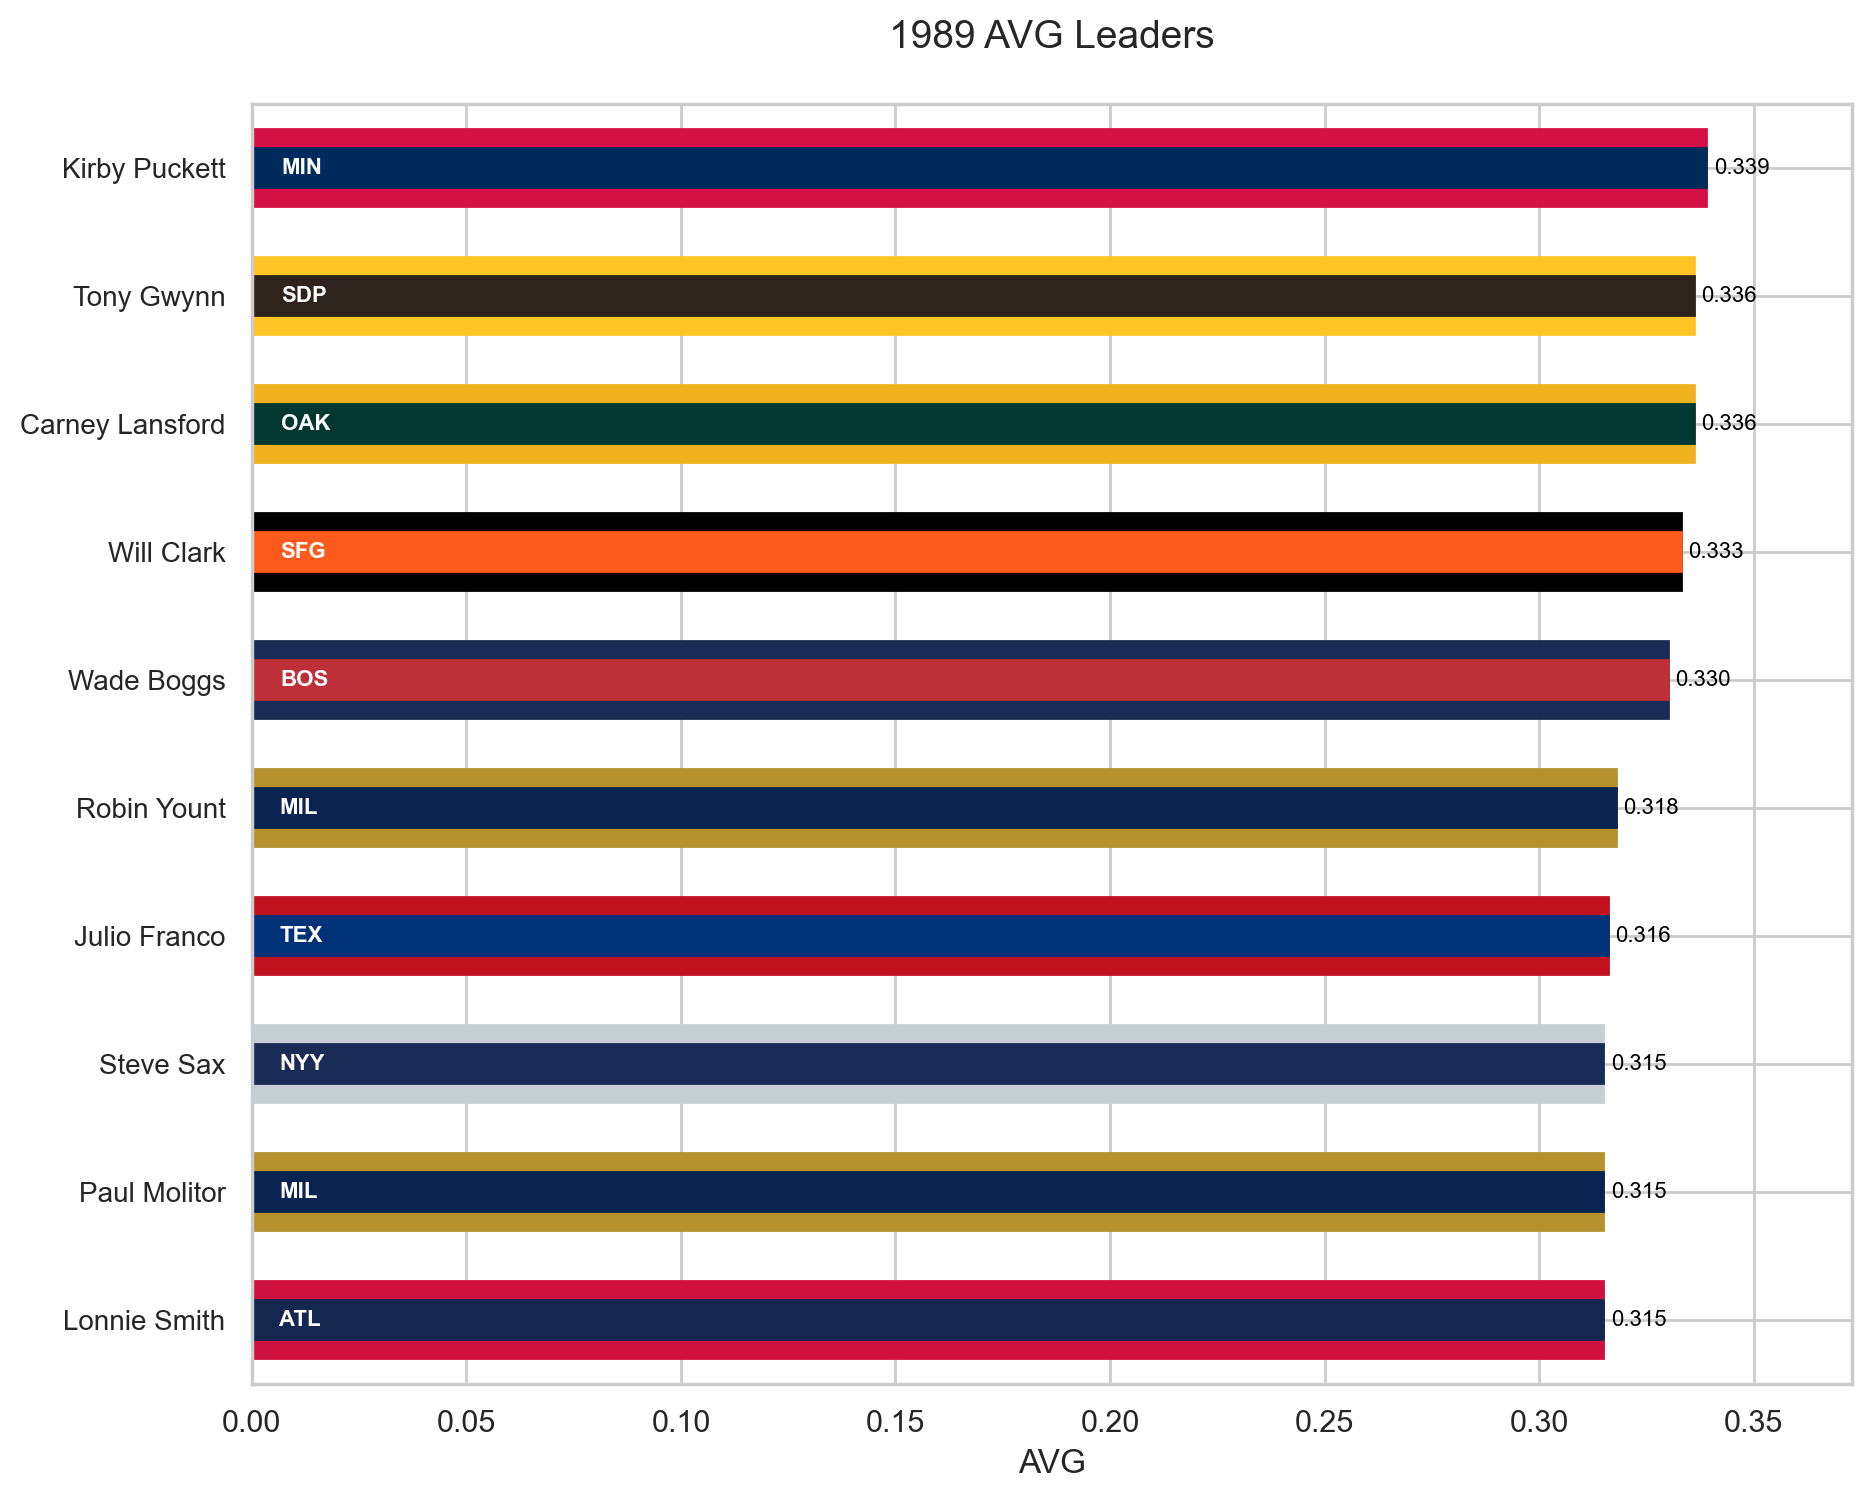 1989 AVG Leaders
Kirby Puckett MIN 0.339
Tony Gwynn SDP 0.336
Carney Lansford OAK 0.336
Will Clark SFG 0.333
Wade Boggs BOS 0.330
Robin Yount MIL 0.318
Julio Franco TEX 0.316
Steve Sax NYY 0.315
Paul Molitor MIL 0.315
Lonnie Smith ATL 0.315
0.00 0.05 0.10 0.15 0.20 0.25 0.30 0.35
AVG